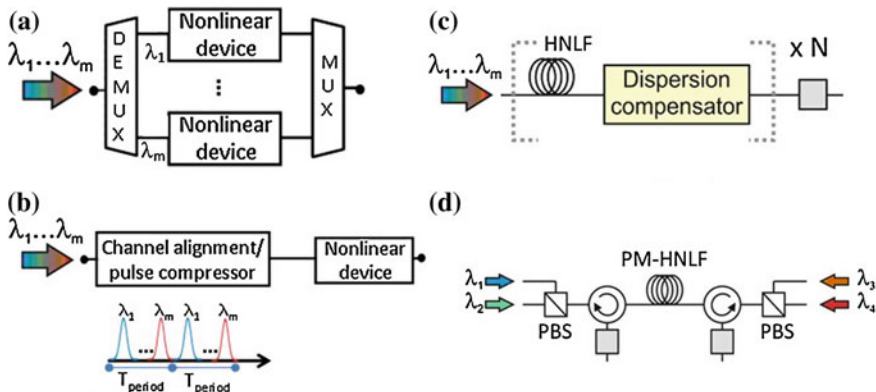 (a)
λ1...λm
DEMUX
λ1
Nonlinear
device
⋮
λm
Nonlinear
device
MUX
(b)
λ1...λm
Channel alignment/
pulse compressor
Nonlinear
device
λ1 λm λ1 λm
... ...
Tperiod Tperiod
(c)
λ1...λm
HNLF
Dispersion
compensator
x N
(d)
PM-HNLF
λ1
λ2
PBS
λ3
λ4
PBS